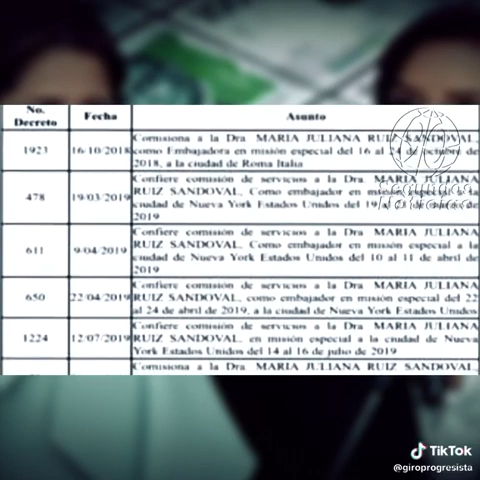 No. Decreto
Fecha
Asunto
1923
16/10/2018
Comisiona a la Dra. MARIA JULIANA RUIZ SANDOVAL,
como Embajadora en misión especial del 16 al 24 de octubre de
2018, a la ciudad de Roma Italia
478
19/03/2019
Confiere comisión de servicios a la Dra. MARIA JULIANA
RUIZ SANDOVAL, Como embajador en misión especial a la
ciudad de Nueva York Estados Unidos del 19 al
2019
611
9/04/2019
Confiere comisión de servicios a la Dra. MARIA JULIANA
RUIZ SANDOVAL. Como embajador en misión especial a la
ciudad de Nueva York Estados Unidos del 10 al 11 de abril de
2019
650
22/04/2019
Confiere comisión de servicios a la Dra. MARIA JULIANA
RUIZ SANDOVAL, como embajador en misión especial del 22
al 24 de abril de 2019, a la ciudad de Nueva York Estados Unidos
1224
12/07/2019
Confiere comisión de servicios a la Dra. MARIA JULIANA
RUIZ SANDOVAL. en misión especial a la ciudad de Nueva
York Estados Unidos del 14 al 16 de julio de 2019
Comisiona a la Dra. MARIA JULIANA RUIZ SANDOVAL,
TikTok
@giroprogresista